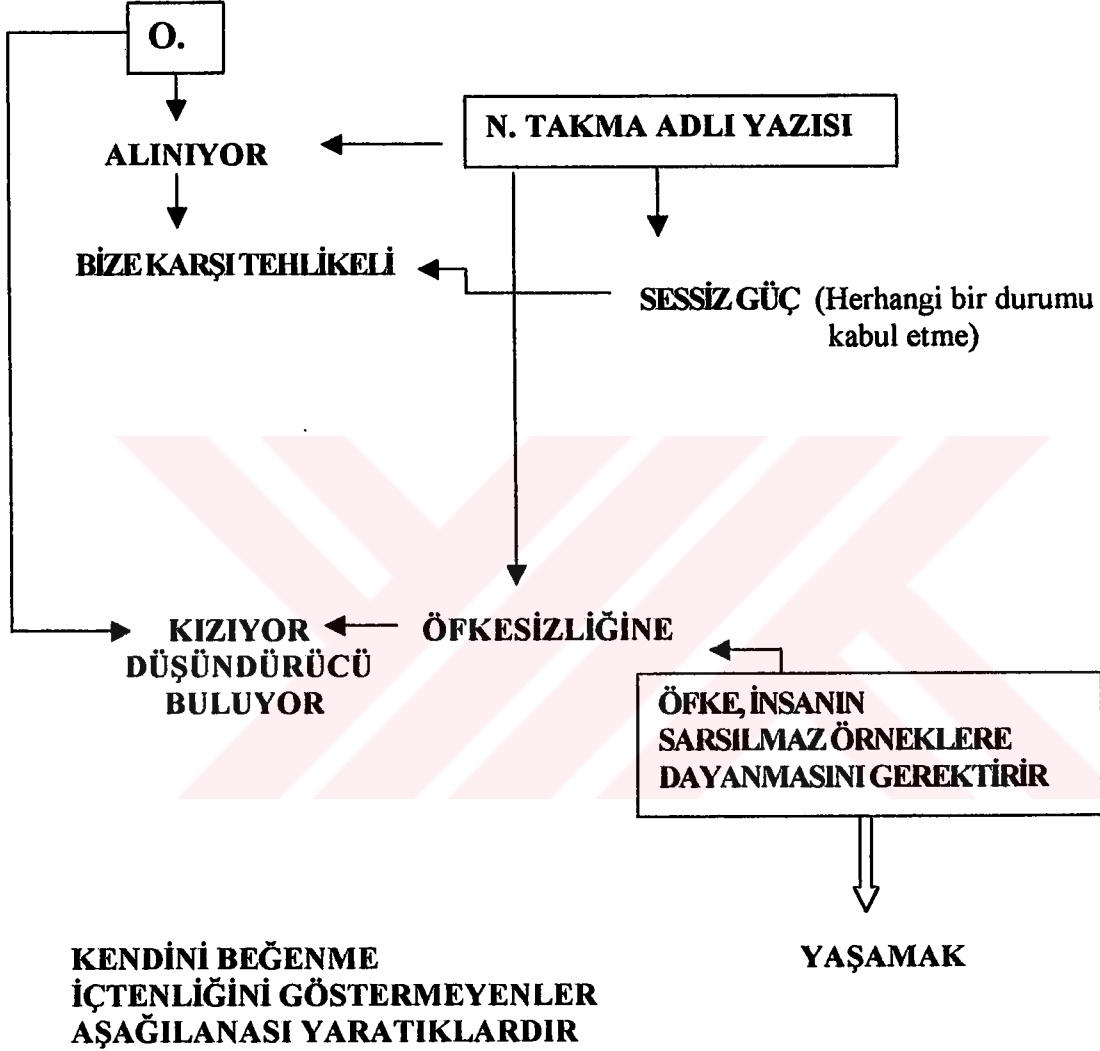 O.
N. TAKMA ADLI YAZISI
ALINIYOR
BİZE KARŞI TEHLİKELİ
SESSİZ GÜÇ (Herhangi bir durumu
kabul etme)
KIZIYOR
DÜŞÜNDÜRÜCÜ
BULUYOR
ÖFKESİZLİĞİNE
ÖFKE, İNSANIN
SARSILMAZ ÖRNEKLERE
DAYANMASINI GEREKTİRİR
YAŞAMAK
KENDİNİ BEĞENME
İÇTENLİĞİNİ GÖSTERMEYENLER
AŞAĞILANASI YARATIKLARDIR